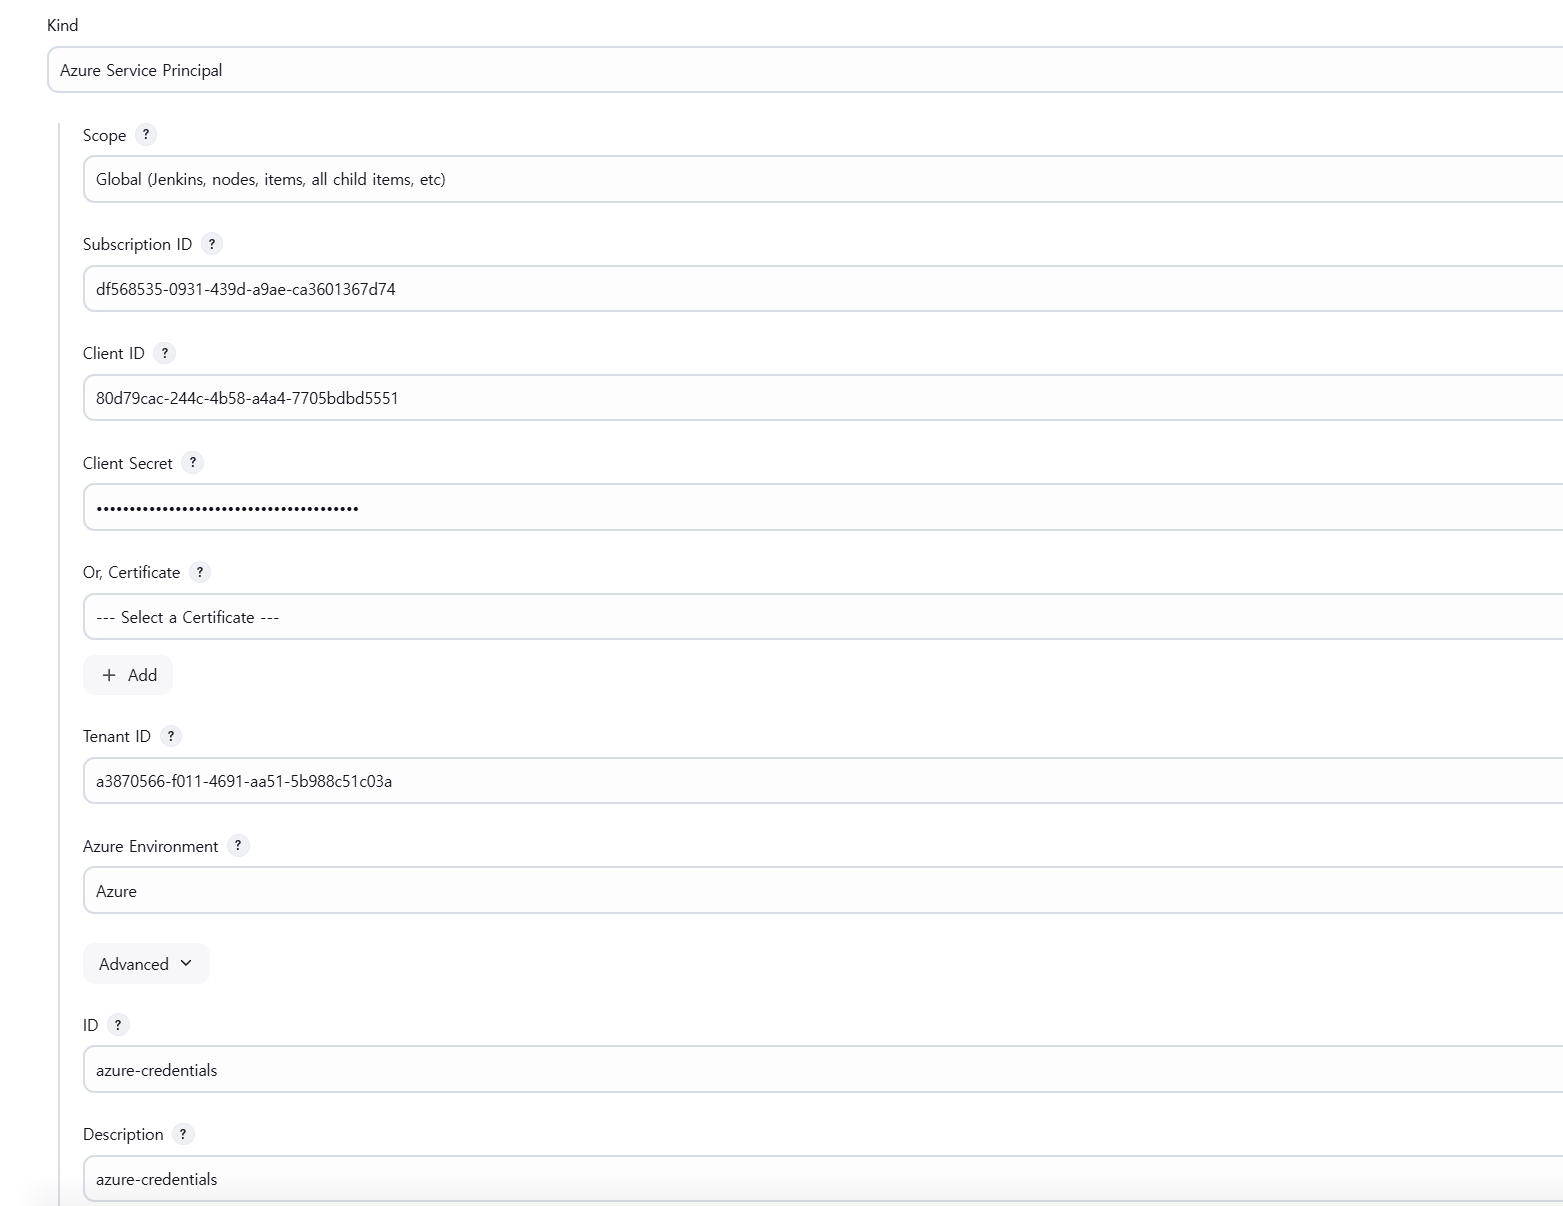 Kind
Azure Service Principal
Scope ?
Global (Jenkins, nodes, items, all child items, etc)
Subscription ID ?
df568535-0931-439d-a9ae-ca3601367d74
Client ID ?
80d79cac-244c-4b58-a4a4-7705bdbd5551
Client Secret ?
••••••••••••••••••••••••••••••••••••••••
Or, Certificate ?
--- Select a Certificate ---
+ Add
Tenant ID ?
a3870566-f011-4691-aa51-5b988c51c03a
Azure Environment ?
Azure
Advanced
ID ?
azure-credentials
Description ?
azure-credentials